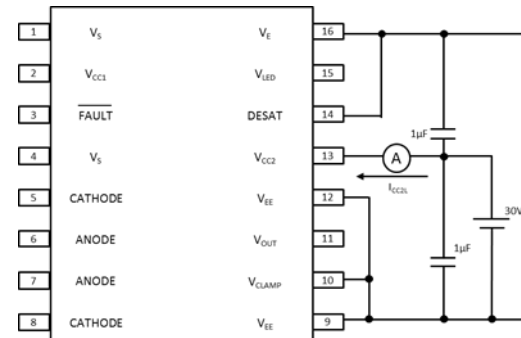 1 V_S V_E 16
2 V_CC1 V_LED 15
3 F̅A̅U̅L̅T̅ DESAT 14
1µF
4 V_S V_CC2 13 A
I_CC2L
5 CATHODE V_EE 12
30V
6 ANODE V_OUT 11
1µF
7 ANODE V_CLAMP 10
8 CATHODE V_EE 9